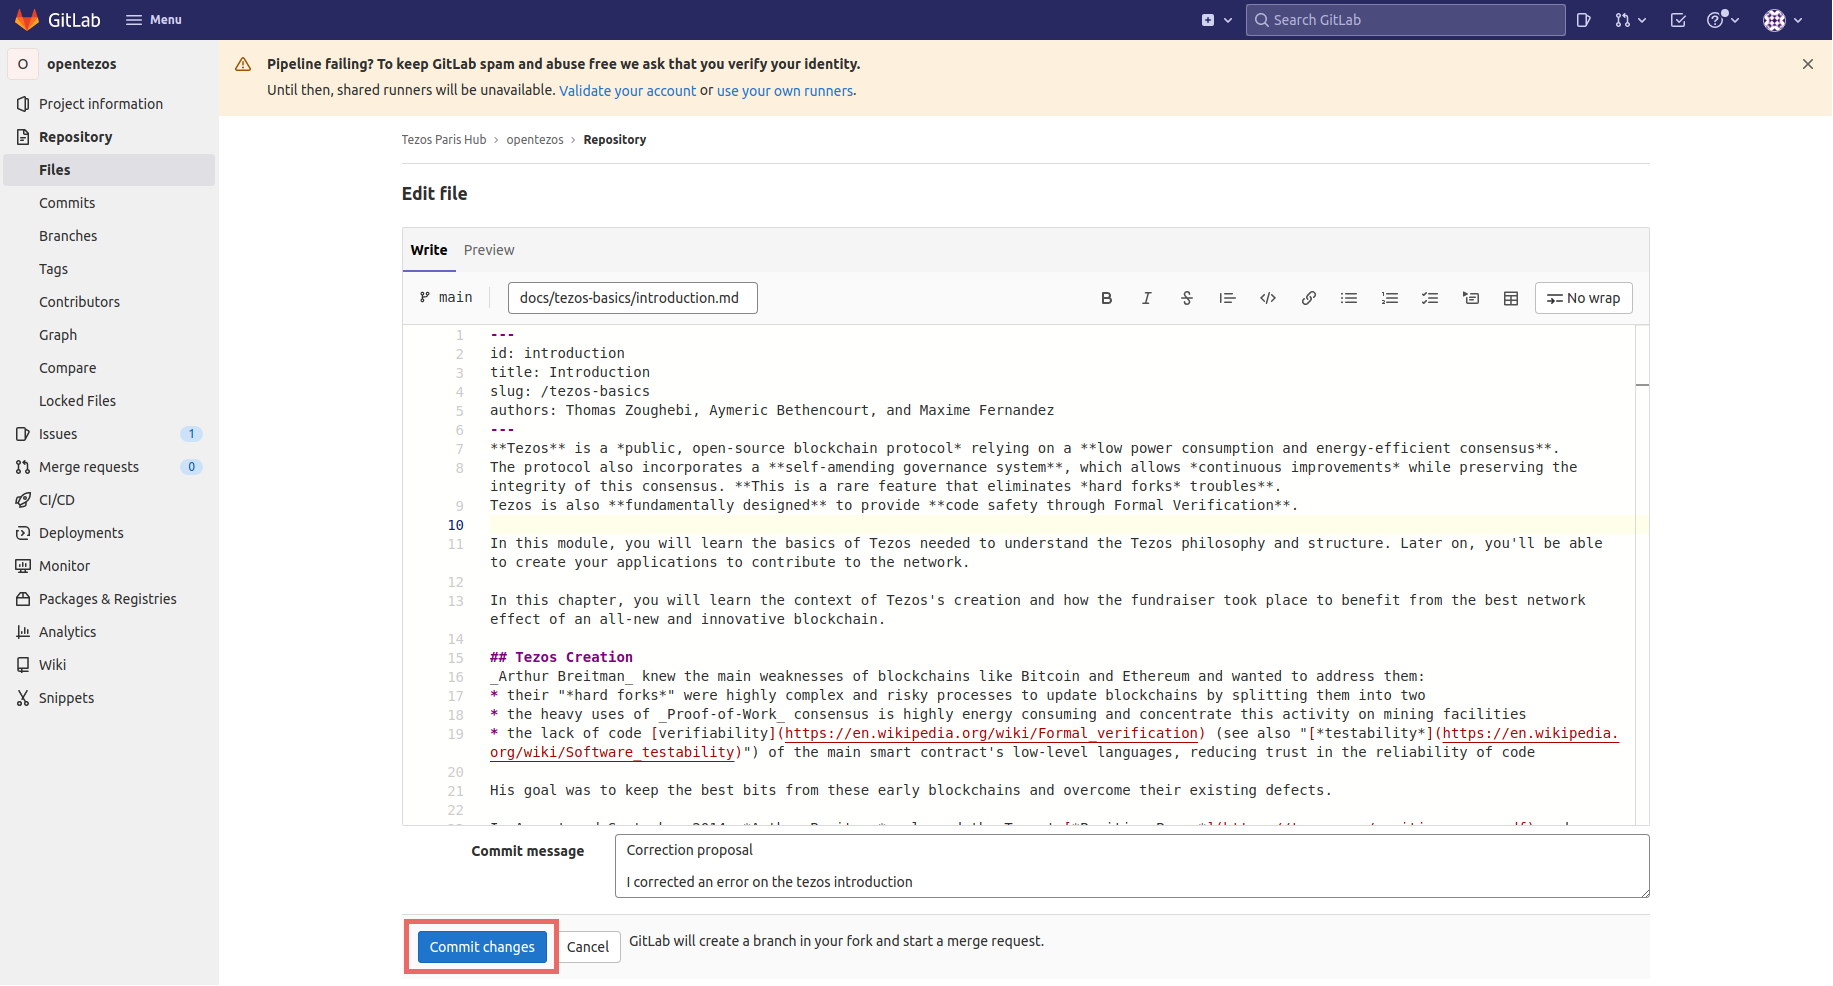 GitLab Menu Search GitLab
O opentezos
Project information
Repository
Files
Commits
Branches
Tags
Contributors
Graph
Compare
Locked Files
Issues 1
Merge requests 0
CI/CD
Deployments
Monitor
Packages & Registries
Analytics
Wiki
Snippets
Pipeline failing? To keep GitLab spam and abuse free we ask that you verify your identity.
Until then, shared runners will be unavailable. Validate your account or use your own runners.
Tezos Paris Hub › opentezos › Repository
Edit file
Write Preview
main docs/tezos-basics/introduction.md No wrap
1 ---
2 id: introduction
3 title: Introduction
4 slug: /tezos-basics
5 authors: Thomas Zoughebi, Aymeric Bethencourt, and Maxime Fernandez
6 ---
7 **Tezos** is a *public, open-source blockchain protocol* relying on a **low power consumption and energy-efficient consensus**.
8 The protocol also incorporates a **self-amending governance system**, which allows *continuous improvements* while preserving the
integrity of this consensus. **This is a rare feature that eliminates *hard forks* troubles**.
9 Tezos is also **fundamentally designed** to provide **code safety through Formal Verification**.
10
11 In this module, you will learn the basics of Tezos needed to understand the Tezos philosophy and structure. Later on, you'll be able
to create your applications to contribute to the network.
12
13 In this chapter, you will learn the context of Tezos's creation and how the fundraiser took place to benefit from the best network
effect of an all-new and innovative blockchain.
14
15 ## Tezos Creation
16 _Arthur Breitman_ knew the main weaknesses of blockchains like Bitcoin and Ethereum and wanted to address them:
17 * their "*hard forks*" were highly complex and risky processes to update blockchains by splitting them into two
18 * the heavy uses of _Proof-of-Work_ consensus is highly energy consuming and concentrate this activity on mining facilities
19 * the lack of code [verifiability](https://en.wikipedia.org/wiki/Formal_verification) (see also "[*testability*](https://en.wikipedia.
org/wiki/Software_testability)") of the main smart contract's low-level languages, reducing trust in the reliability of code
20
21 His goal was to keep the best bits from these early blockchains and overcome their existing defects.
22
Commit message
Correction proposal
I corrected an error on the tezos introduction
Commit changes Cancel GitLab will create a branch in your fork and start a merge request.